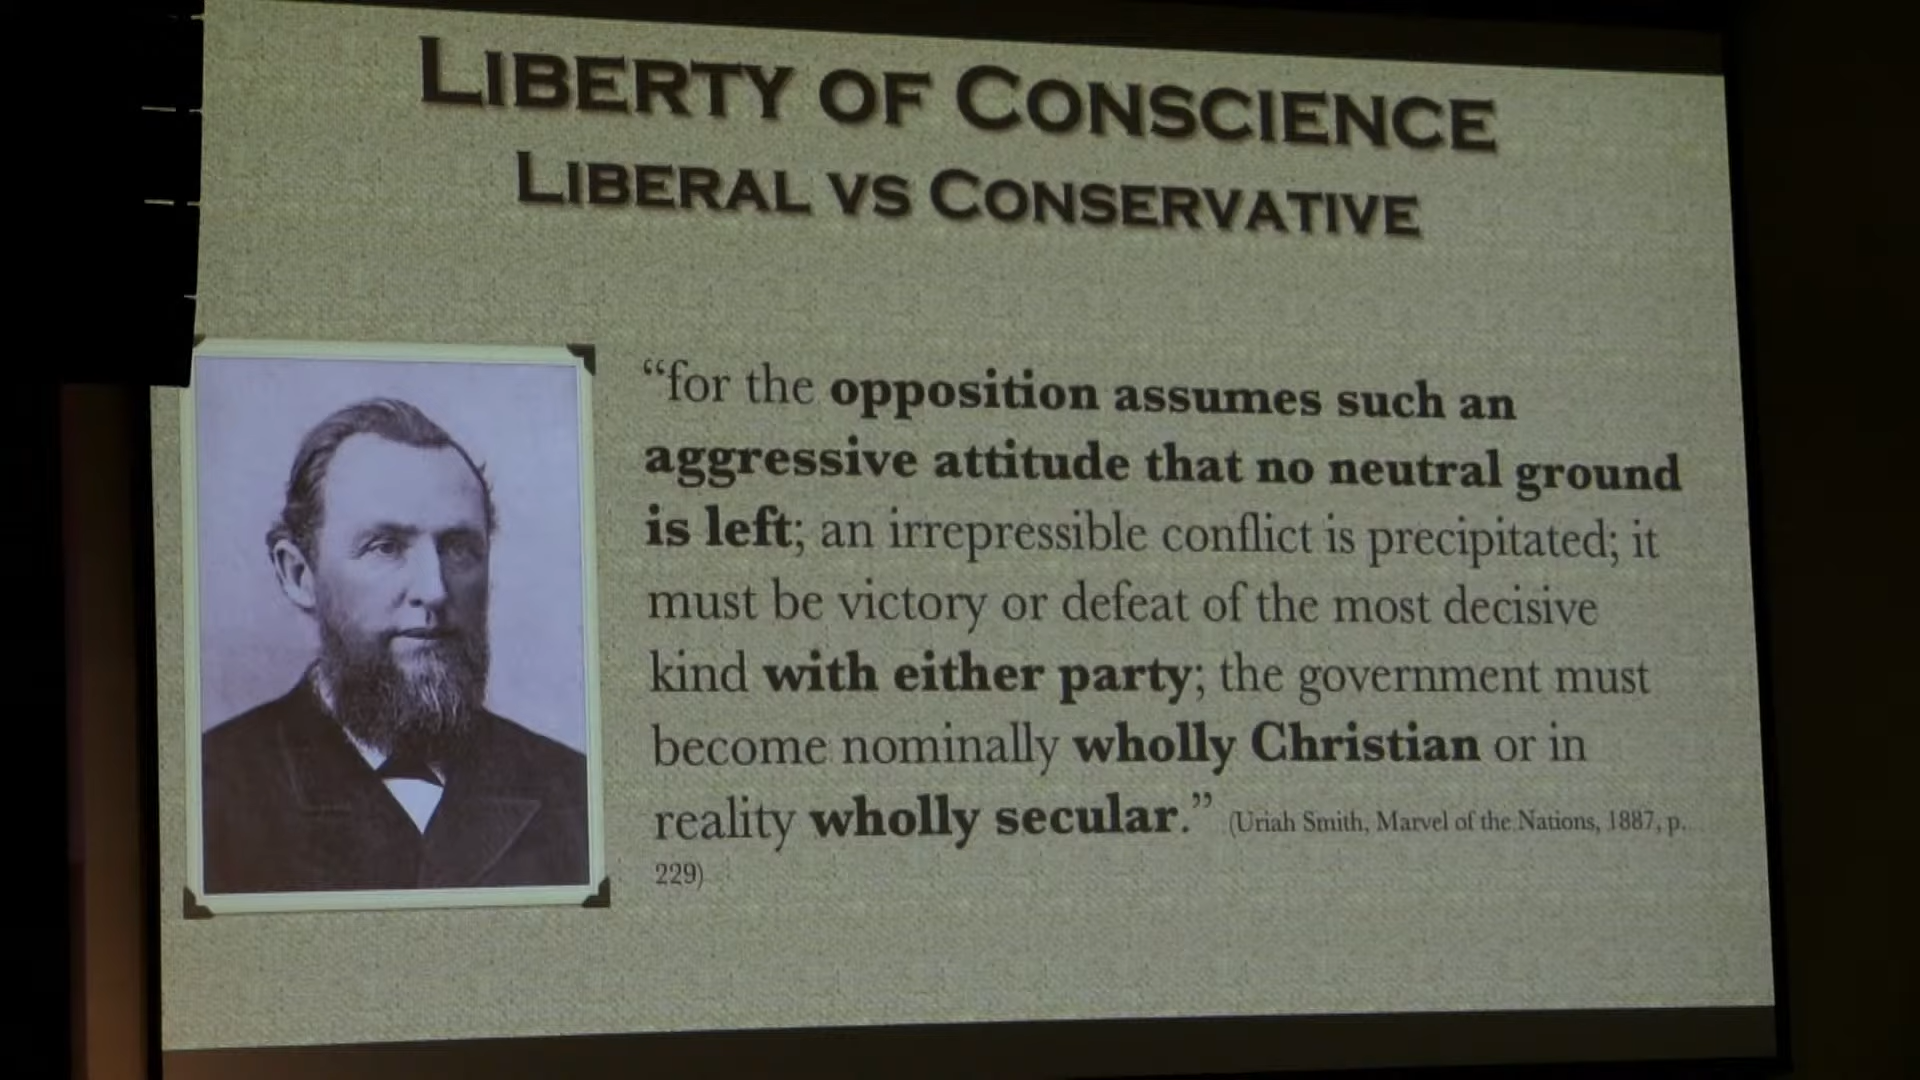 LIBERTY OF CONSCIENCE
LIBERAL VS CONSERVATIVE
“for the opposition assumes such an
aggressive attitude that no neutral ground
is left; an irrepressible conflict is precipitated; it
must be victory or defeat of the most decisive
kind with either party; the government must
become nominally wholly Christian or in
reality wholly secular.” (Uriah Smith, Marvel of the Nations, 1887, p.
229)